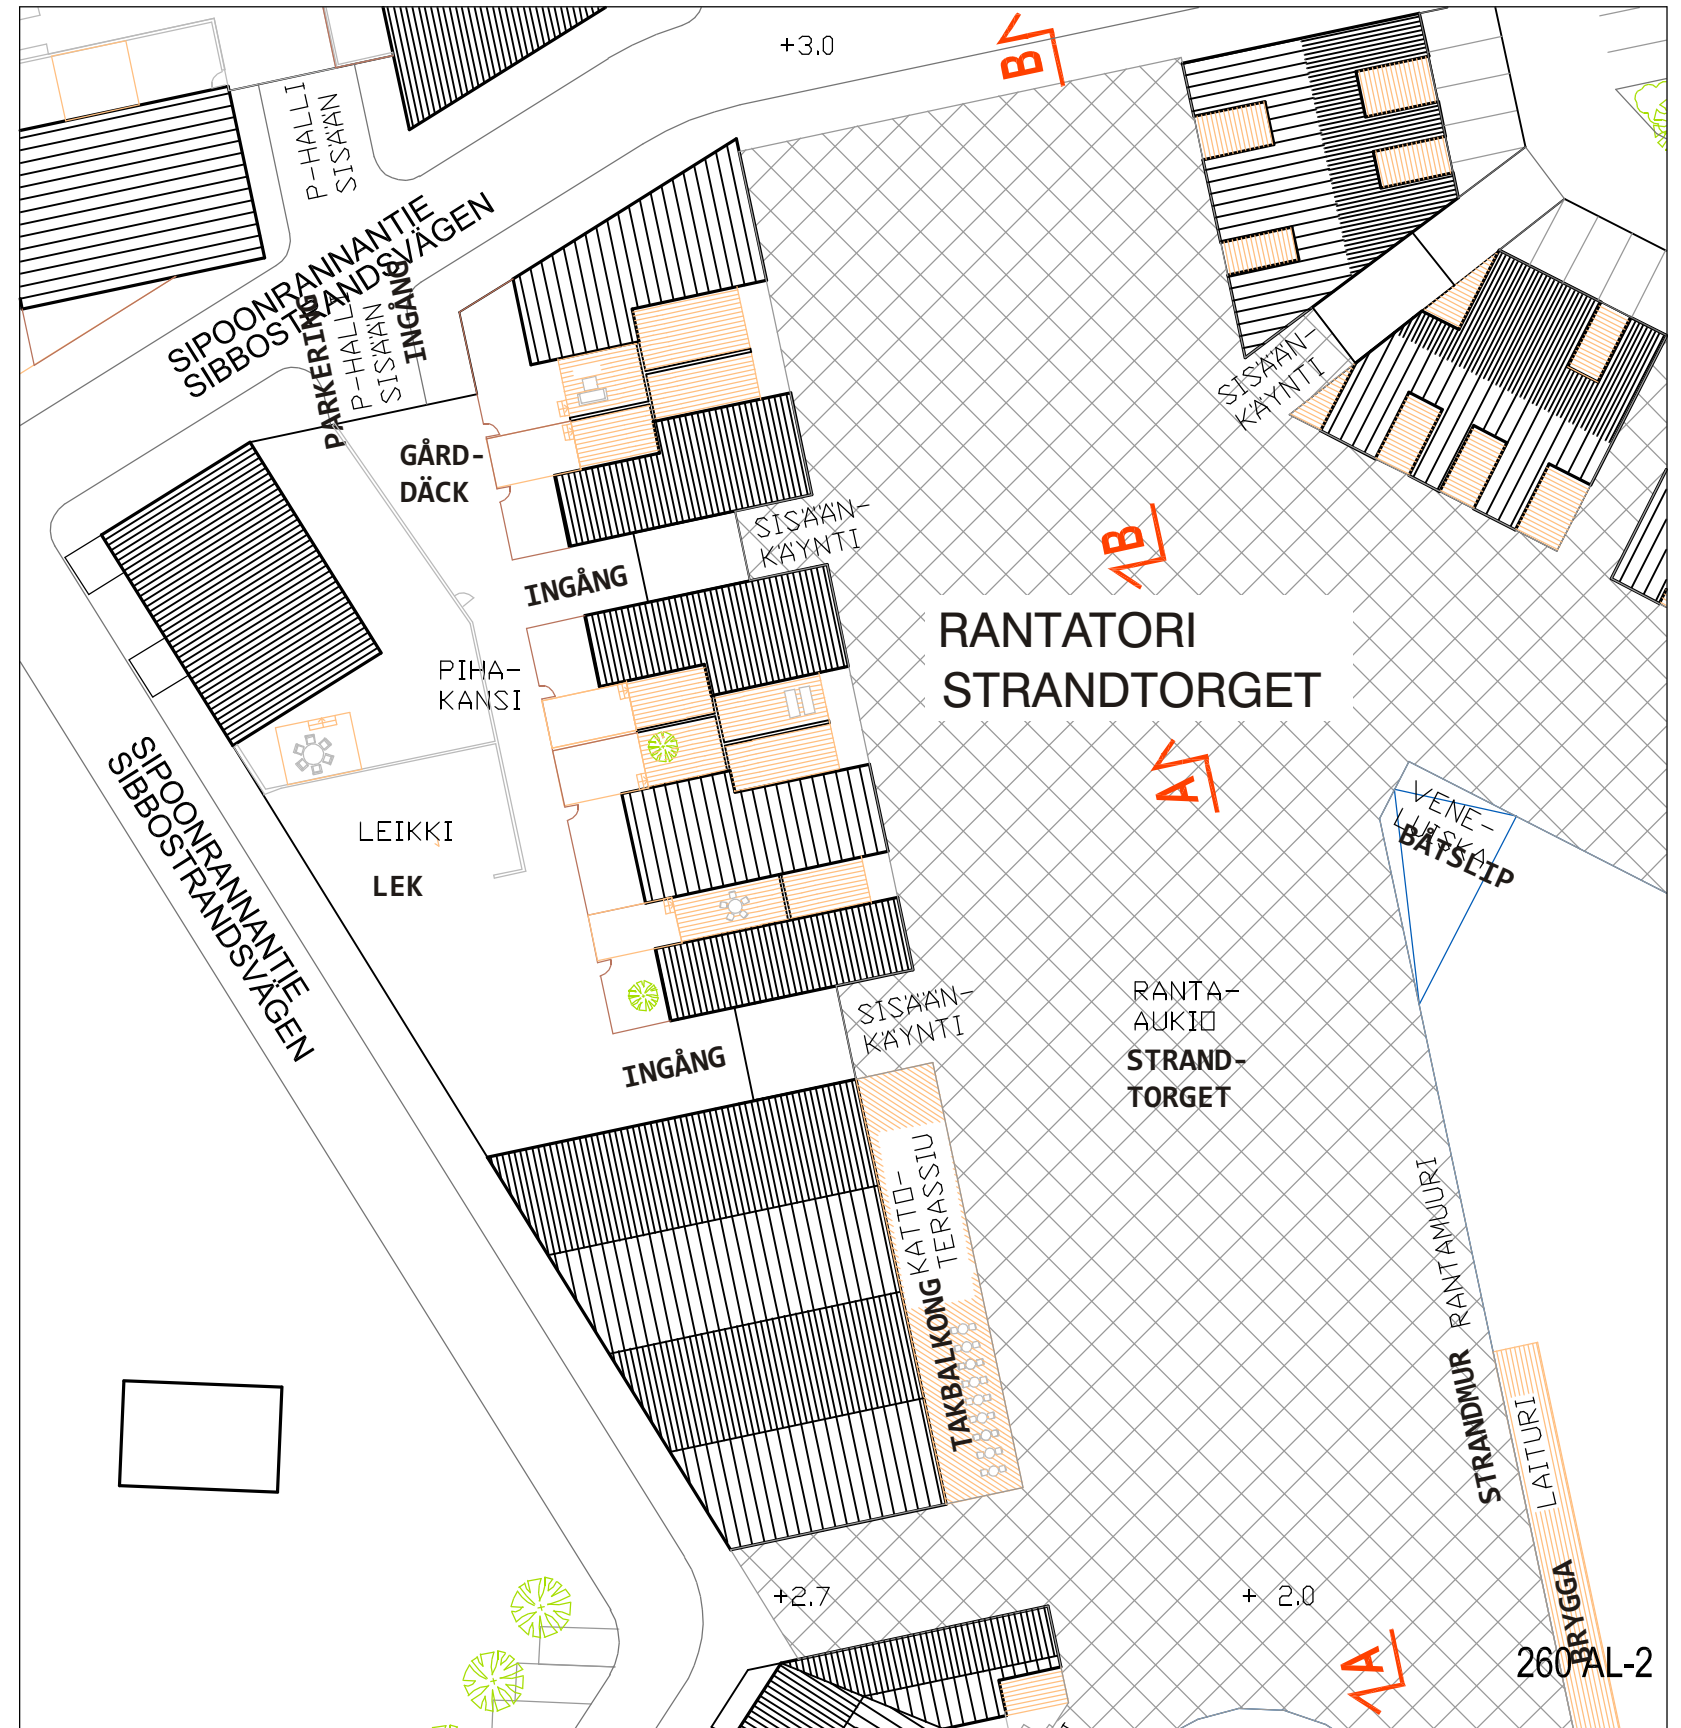 +3.0
B
P-HALLI
SISÄÄN
SIPOONRANNANTIE
SIBBOSTRANDSVÄGEN
PARKERING
INGÅNG
P-HALLI
SISÄÄN
GÅRD-
DÄCK
SISÄÄN-
KÄYNTI
SISÄÄN-
KÄYNTI
B
INGÅNG
RANTATORI
STRANDTORGET
PIHA-
KANSI
A
SIPOONRANNANTIE
SIBBOSTRANDSVÄGEN
LEIKKI
LEK
VENE-
LUISKA
BÅTSLIP
SISÄÄN-
KÄYNTI
INGÅNG
RANTA-
AUKIO
STRAND-
TORGET
KATTO-
TERASSIU
TAKBALKONG
RANTAMUURI
STRANDMUR
LAITURI
BRYGGA
+2.7
+ 2.0
A
260 AL-2